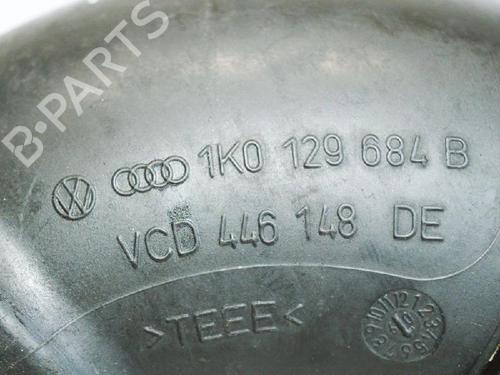 B-PARTS
1K0 129 684 B
VCD 446 148 DE
>TEEE<